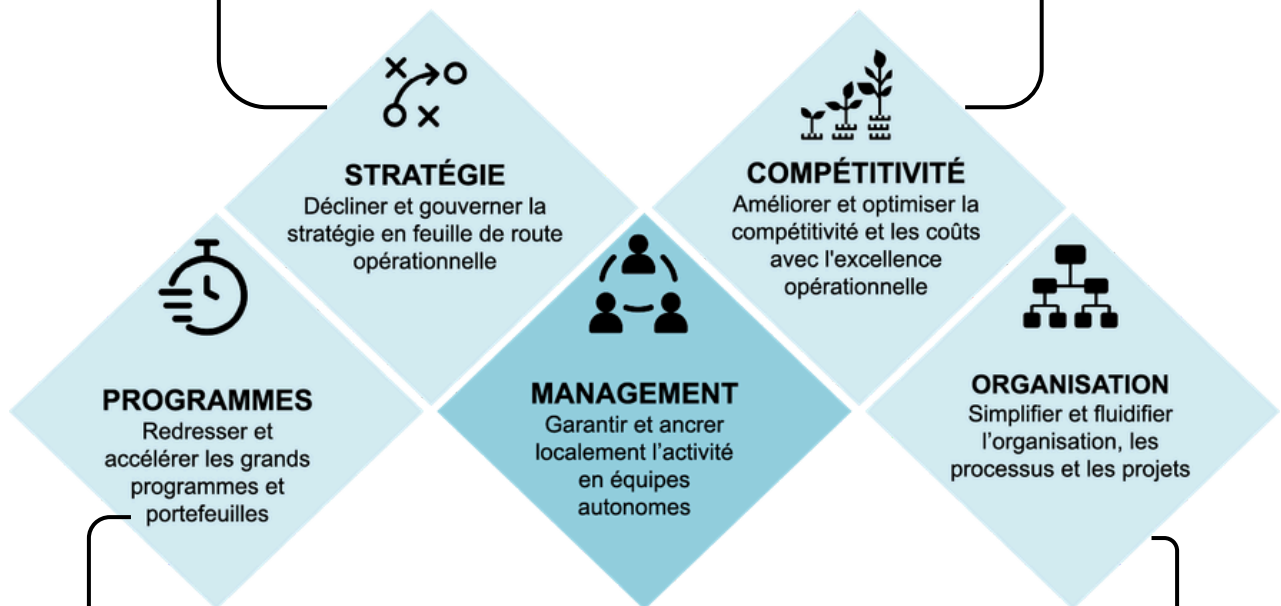 STRATÉGIE
Décliner et gouverner la
stratégie en feuille de route
opérationnelle
COMPÉTITIVITÉ
Améliorer et optimiser la
compétitivité et les coûts
avec l'excellence
opérationnelle
PROGRAMMES
Redresser et
accélérer les grands
programmes et
portefeuilles
MANAGEMENT
Garantir et ancrer
localement l’activité
en équipes
autonomes
ORGANISATION
Simplifier et fluidifier
l’organisation, les
processus et les projets